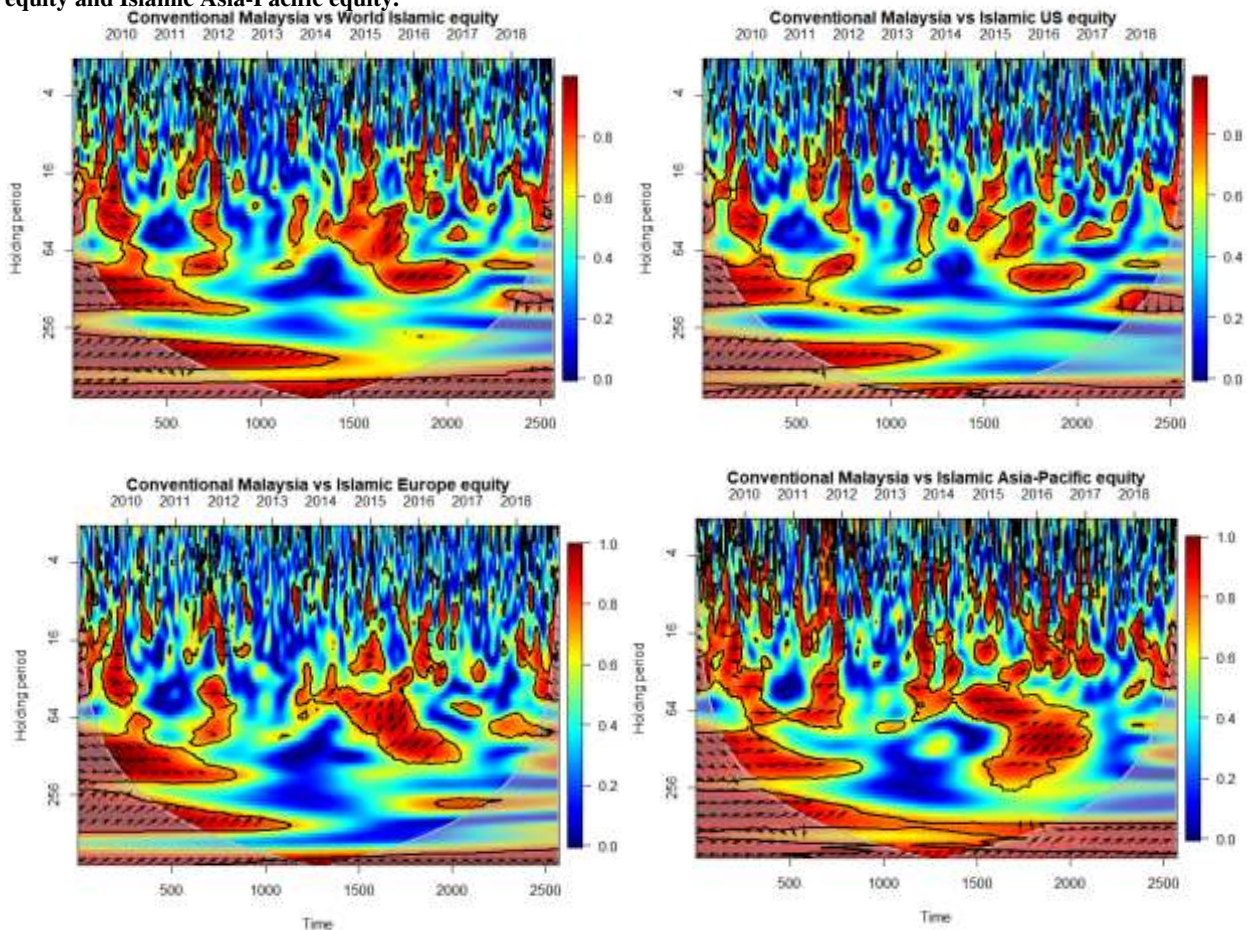 equity and Islamic Asia-Pacific equity.
Conventional Malaysia vs World Islamic equity
2010 2011 2012 2013 2014 2015 2016 2017 2018
Holding period
4
16
64
256
0.8
0.6
0.4
0.2
0.0
500 1000 1500 2000 2500
Conventional Malaysia vs Islamic US equity
2010 2011 2012 2013 2014 2015 2016 2017 2018
Holding period
4
16
64
256
0.8
0.6
0.4
0.2
0.0
500 1000 1500 2000 2500
Conventional Malaysia vs Islamic Europe equity
2010 2011 2012 2013 2014 2015 2016 2017 2018
Holding period
4
16
64
256
1.0
0.8
0.6
0.4
0.2
0.0
500 1000 1500 2000 2500
Time
Conventional Malaysia vs Islamic Asia-Pacific equity
2010 2011 2012 2013 2014 2015 2016 2017 2018
Holding period
4
16
64
256
1.0
0.8
0.6
0.4
0.2
0.0
500 1000 1500 2000 2500
Time